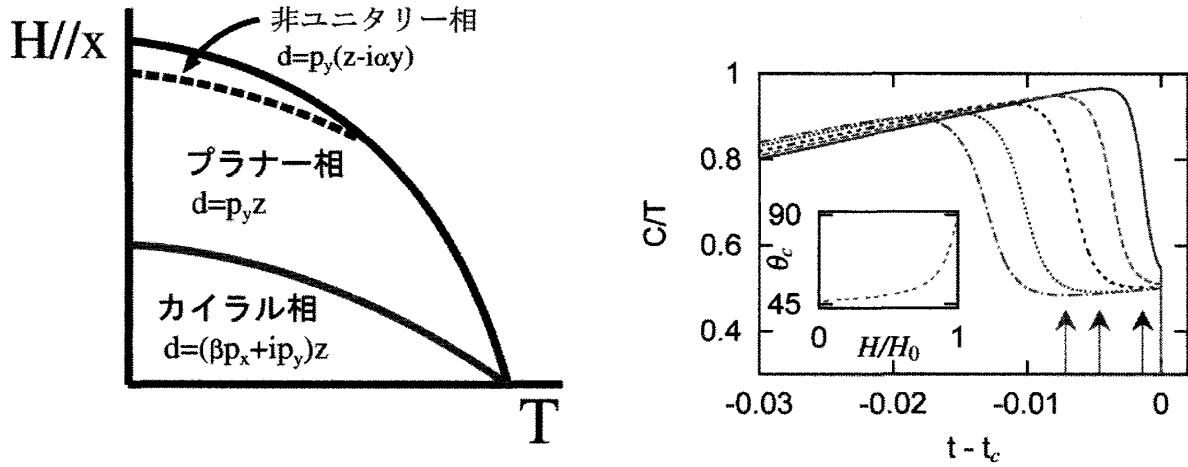 H//x
非ユニタリー相
d=p_y(z-iαy)
プラナー相
d=p_yz
カイラル相
d=(βp_x+ip_y)z
T
1
0.8
0.6
0.4
C/T
90
θ_c
45
0
H/H_0
1
-0.03
-0.02
-0.01
0
t - t_c